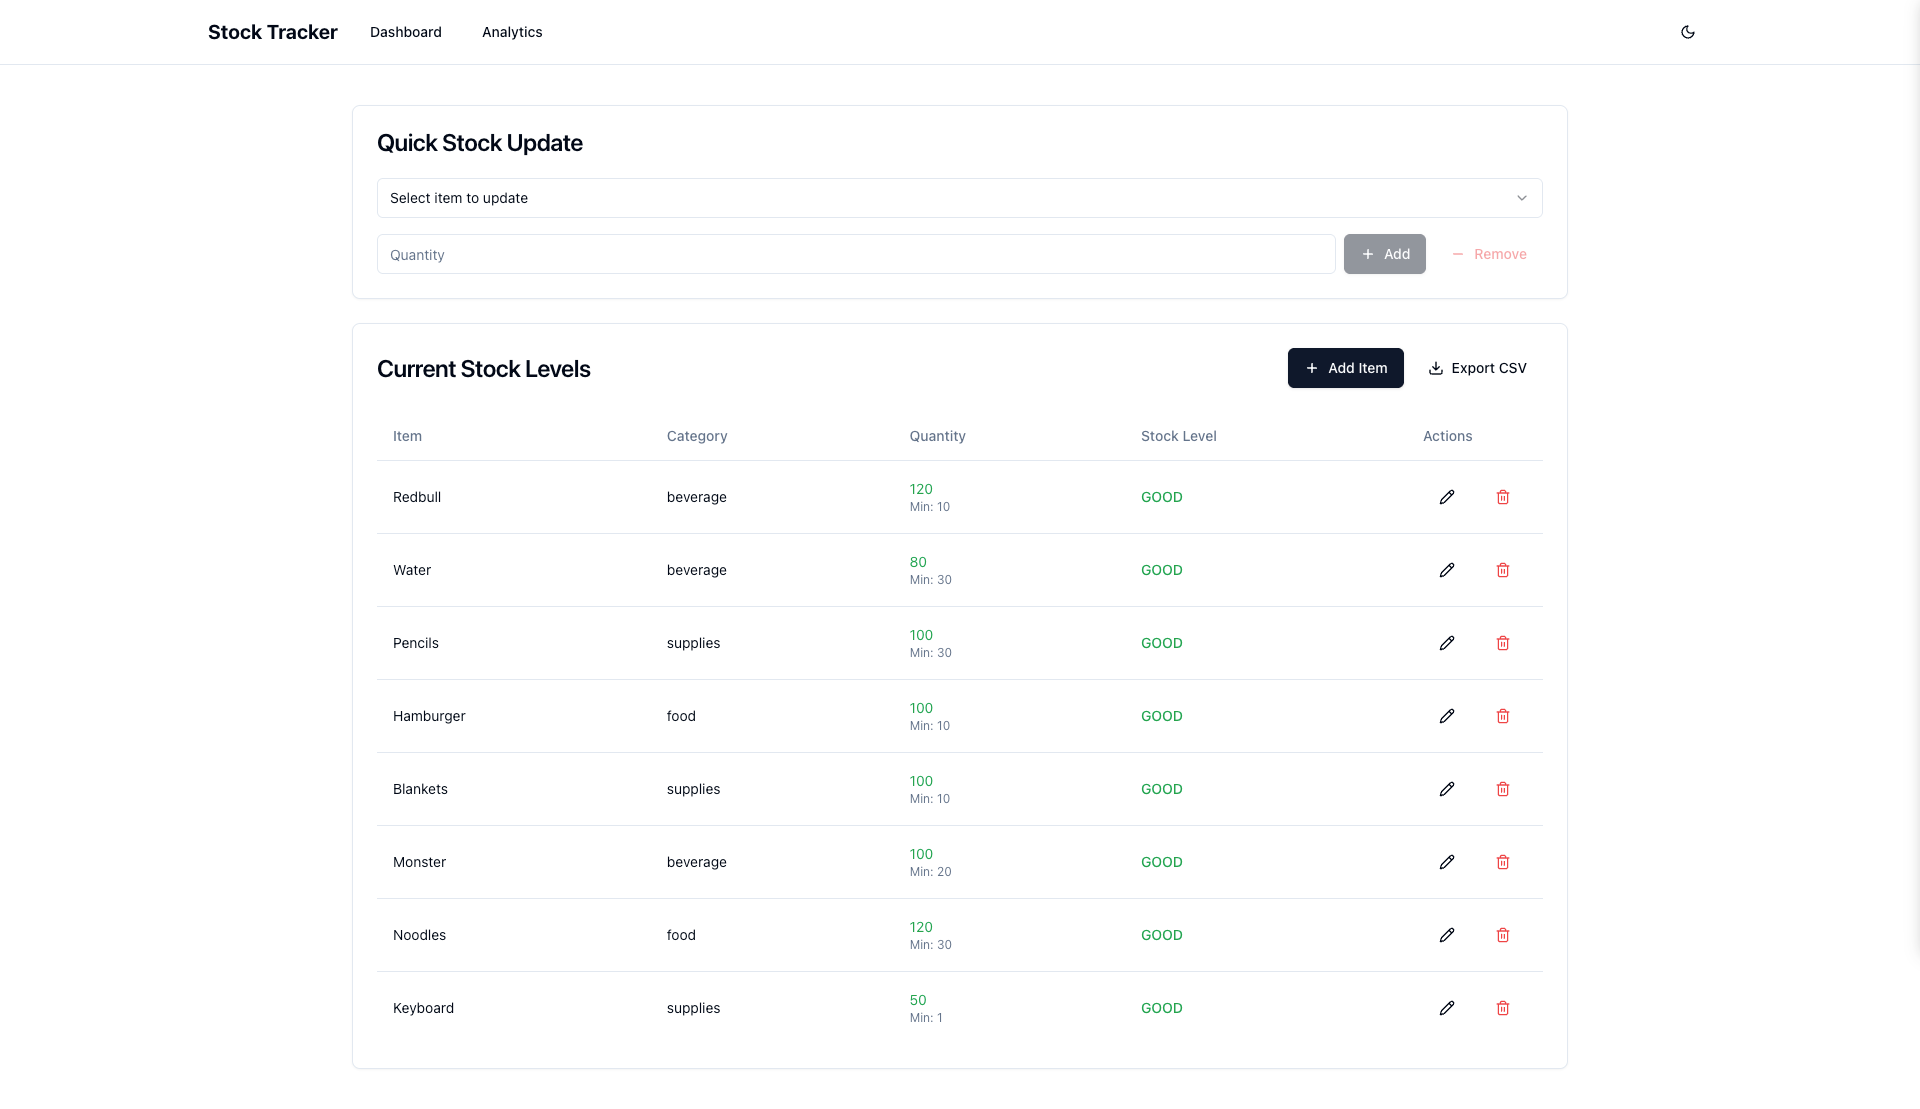 Stock Tracker Dashboard Analytics
Quick Stock Update
Select item to update
Quantity + Add − Remove
Current Stock Levels + Add Item Export CSV
Item Category Quantity Stock Level Actions
Redbull beverage 120 GOOD
Min: 10
Water beverage 80 GOOD
Min: 30
Pencils supplies 100 GOOD
Min: 30
Hamburger food 100 GOOD
Min: 10
Blankets supplies 100 GOOD
Min: 10
Monster beverage 100 GOOD
Min: 20
Noodles food 120 GOOD
Min: 30
Keyboard supplies 50 GOOD
Min: 1